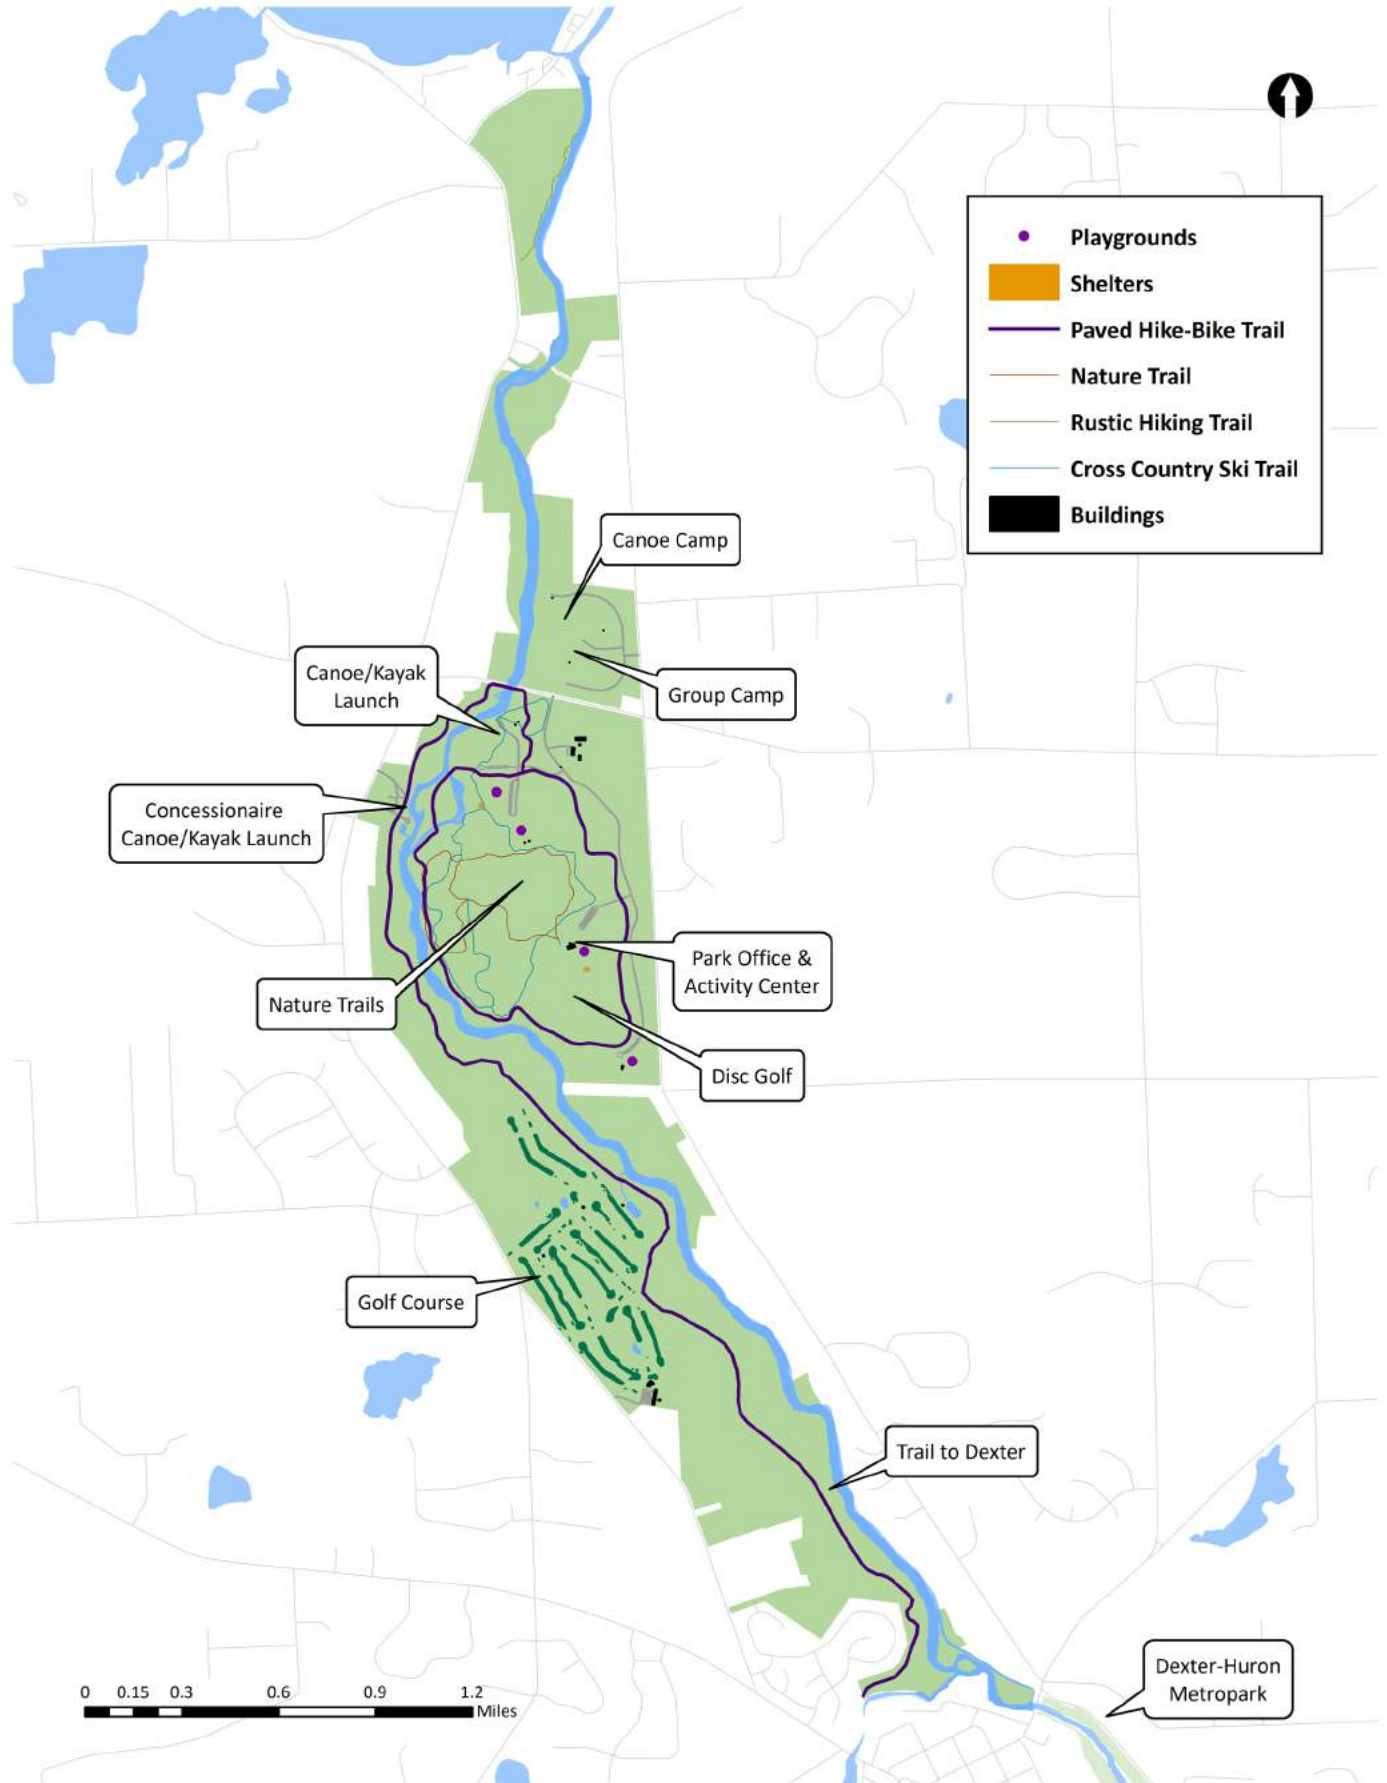 Playgrounds
Shelters
Paved Hike-Bike Trail
Nature Trail
Rustic Hiking Trail
Cross Country Ski Trail
Buildings
Canoe Camp
Canoe/Kayak
Launch
Group Camp
Concessionaire
Canoe/Kayak Launch
Park Office &
Activity Center
Nature Trails
Disc Golf
Golf Course
Trail to Dexter
Dexter-Huron
Metropark
0 0.15 0.3 0.6 0.9 1.2
Miles